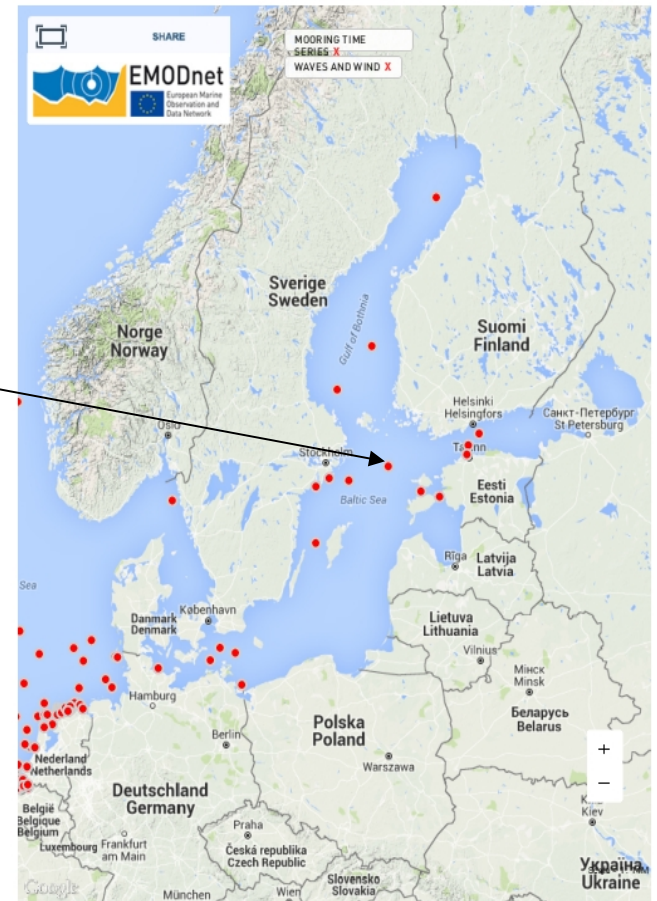 SHARE
MOORING TIME
SERIES X
WAVES AND WIND X
EMODnet
European Marine
Observation and
Data Network
Sverige
Sweden
Norge
Norway
Gulf of Bothnia
Suomi
Finland
Helsinki
Helsingfors
Санкт-Петербург
St Petersburg
Oslo
Stockholm
Baltic Sea
Eesti
Estonia
Rīga
Latvija
Latvia
Sea
København
Danmark
Denmark
Lietuva
Lithuania
Vilnius
Мінск
Minsk
Беларусь
Belarus
Hamburg
Berlin
Polska
Poland
Warszawa
+
−
Nederland
Netherlands
Deutschland
Germany
België
Belgique
Belgium
Luxembourg
Frankfurt
am Main
Praha
Česká republika
Czech Republic
Kiev
Україна
Ukraine
Slovensko
Slovakia
München
Wien
Google